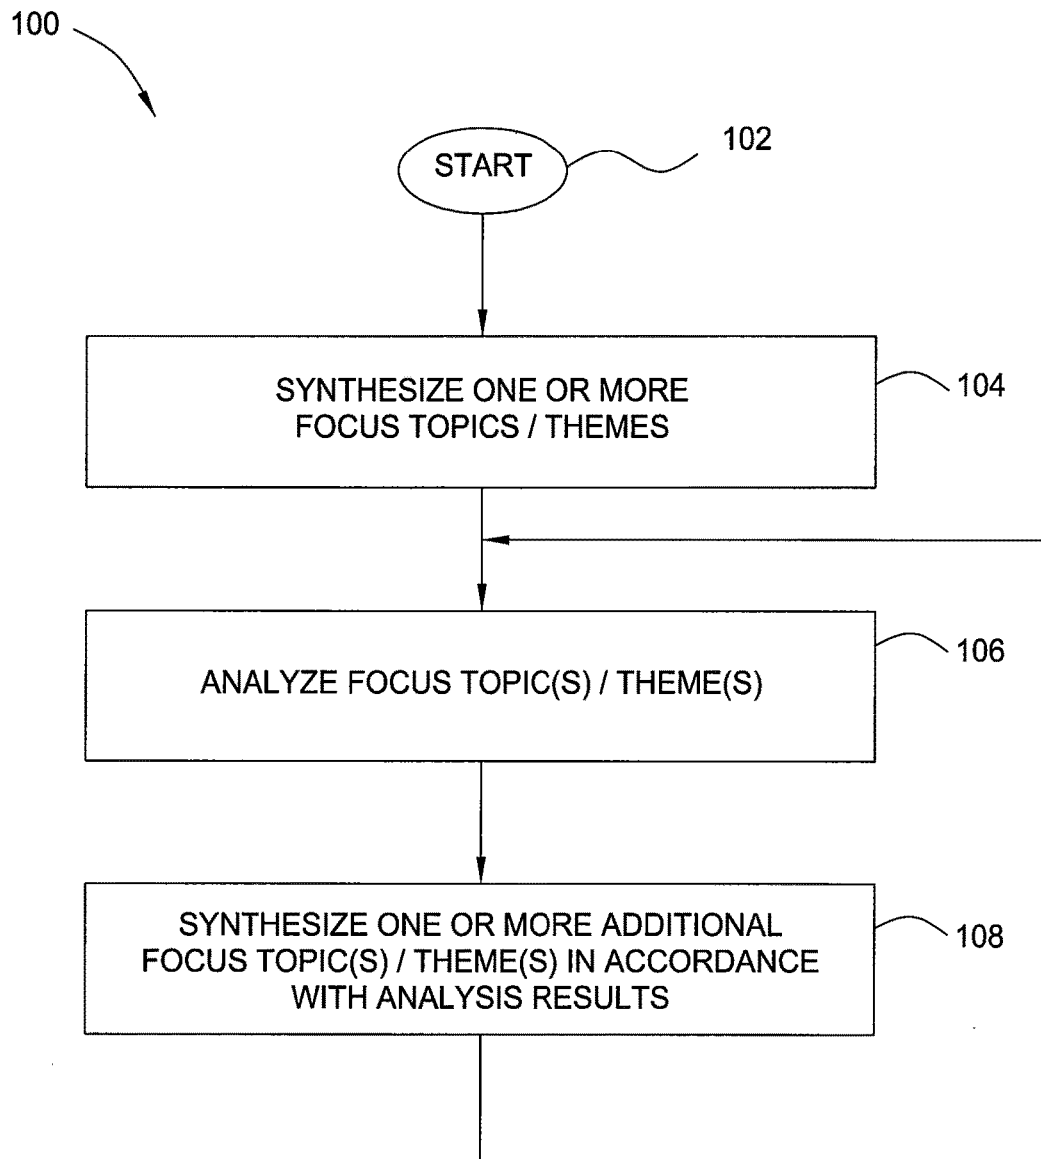 100
START
102
SYNTHESIZE ONE OR MORE
FOCUS TOPICS / THEMES
104
ANALYZE FOCUS TOPIC(S) / THEME(S)
106
SYNTHESIZE ONE OR MORE ADDITIONAL
FOCUS TOPIC(S) / THEME(S) IN ACCORDANCE
WITH ANALYSIS RESULTS
108